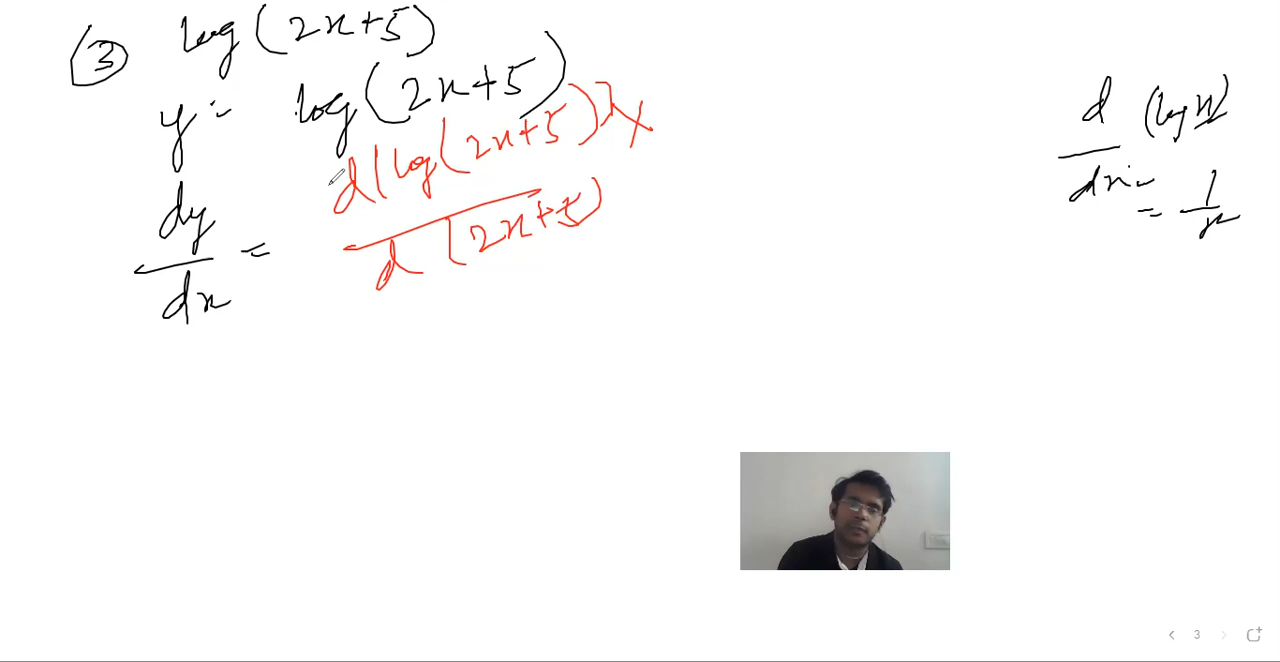 ③ log(2x+5)
y = log(2x+5)
dy/dx = d(log(2x+5))/d(2x+5) ×
d/dx (log x)
= 1/x
3